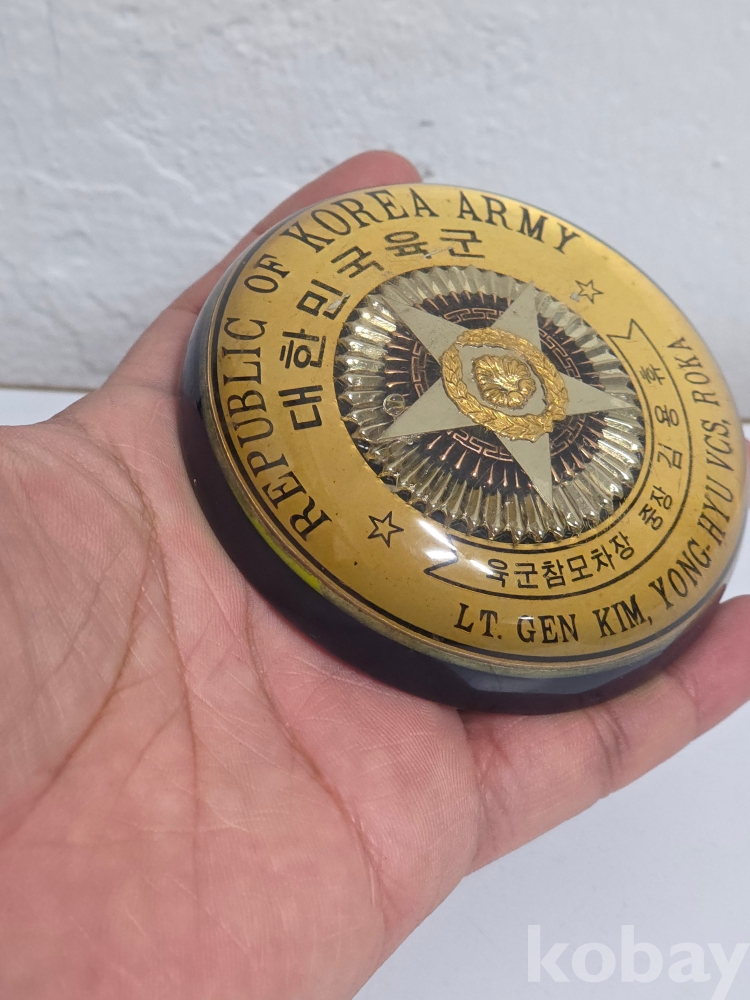 REPUBLIC OF KOREA ARMY
대한민국육군
육군참모차장 중장 김용휴
LT. GEN KIM, YONG-HYU VCS, ROKA
kobay